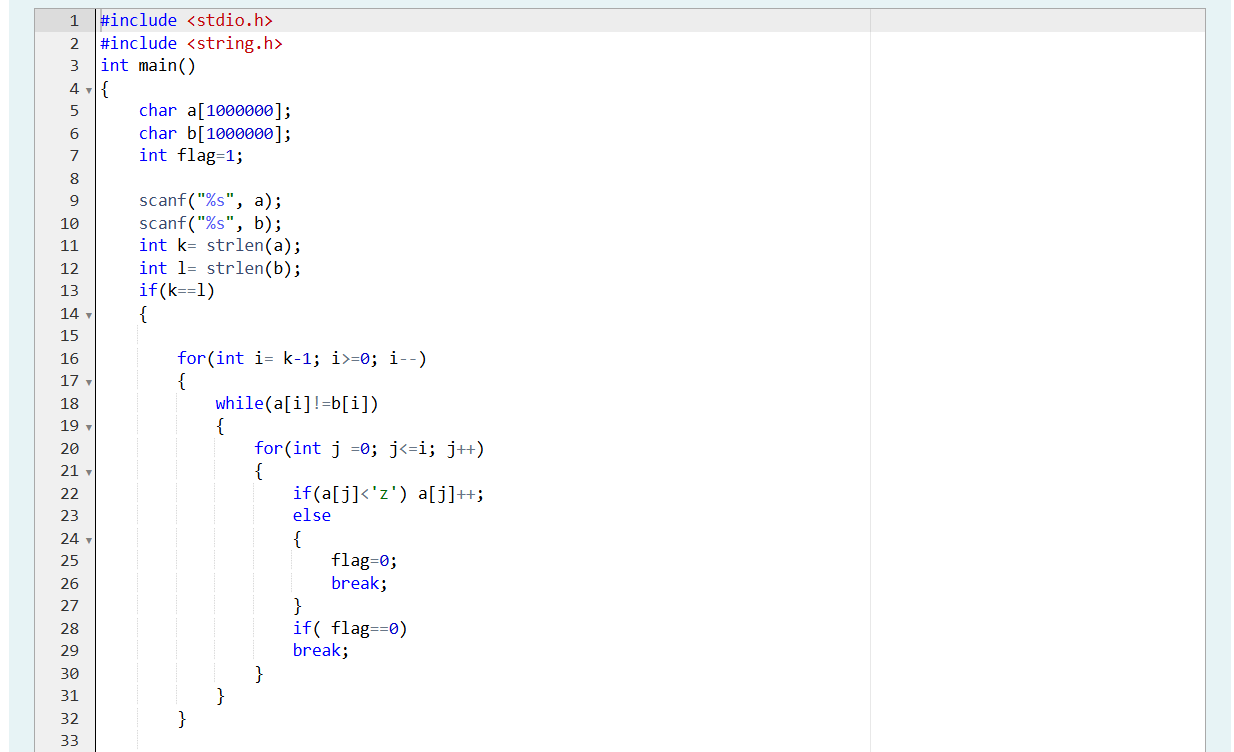 1 #include <stdio.h>
2 #include <string.h>
3 int main()
4 {
5     char a[1000000];
6     char b[1000000];
7     int flag=1;
8
9     scanf("%s", a);
10     scanf("%s", b);
11     int k= strlen(a);
12     int l= strlen(b);
13     if(k==l)
14     {
15
16         for(int i= k-1; i>=0; i--)
17         {
18             while(a[i]!=b[i])
19             {
20                 for(int j =0; j<=i; j++)
21                 {
22                     if(a[j]<'z') a[j]++;
23                     else
24                     {
25                         flag=0;
26                         break;
27                     }
28                     if( flag==0)
29                     break;
30                 }
31             }
32         }
33